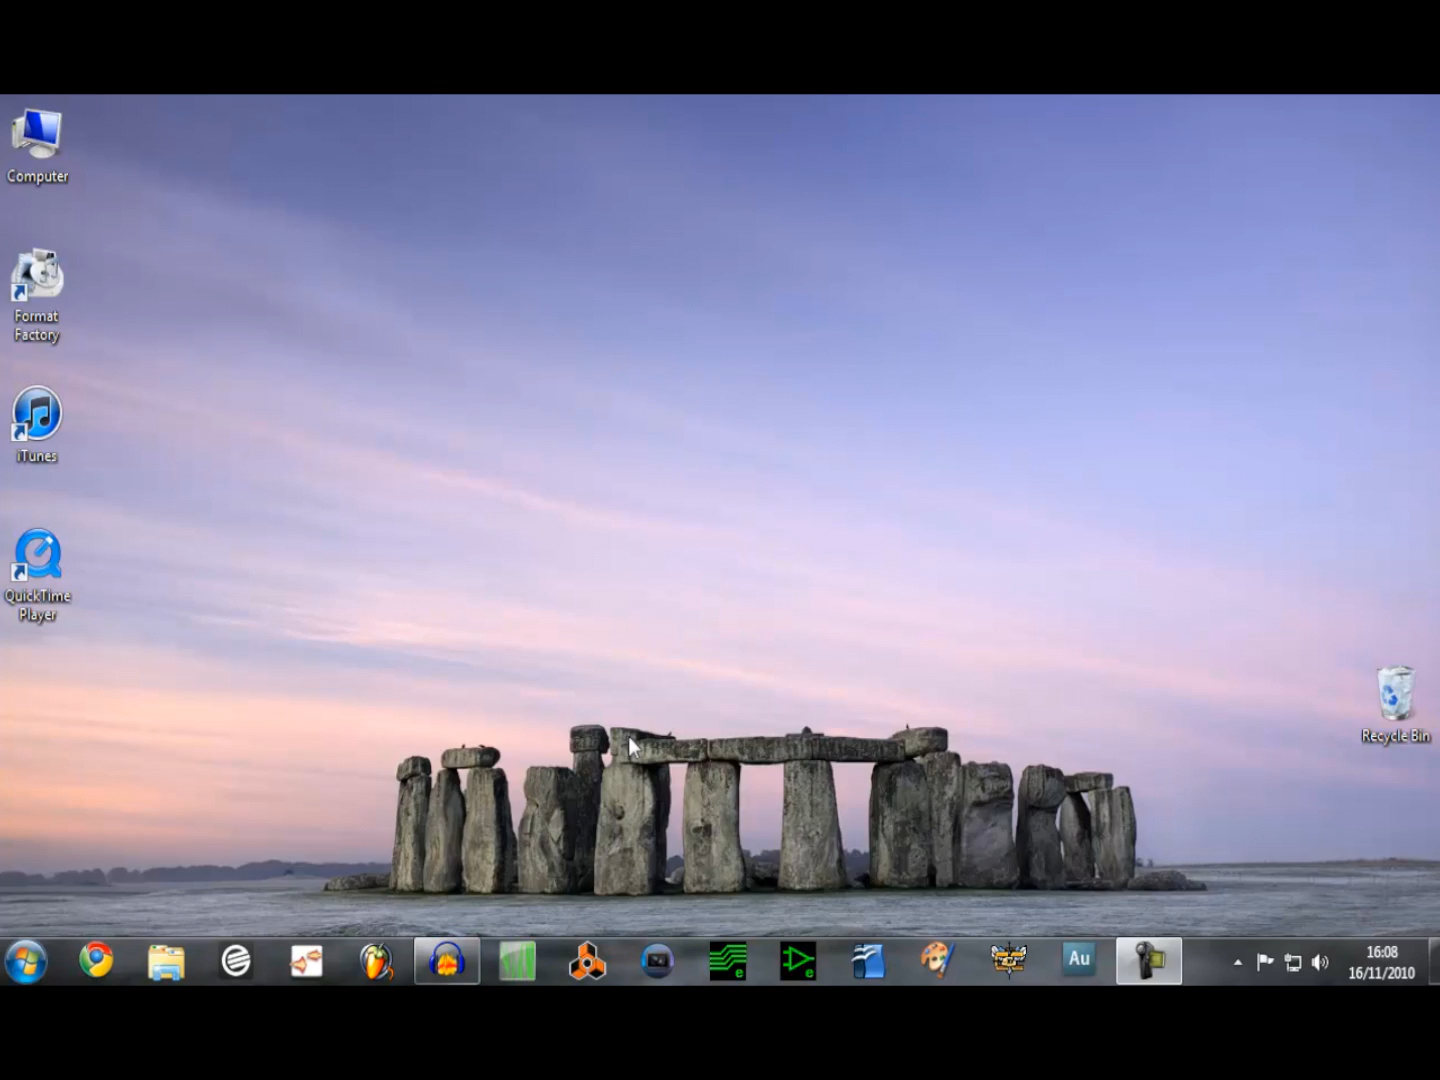 Computer
Format
Factory
iTunes
QuickTime
Player
Recycle Bin
e
e
Au
16:08
16/11/2010